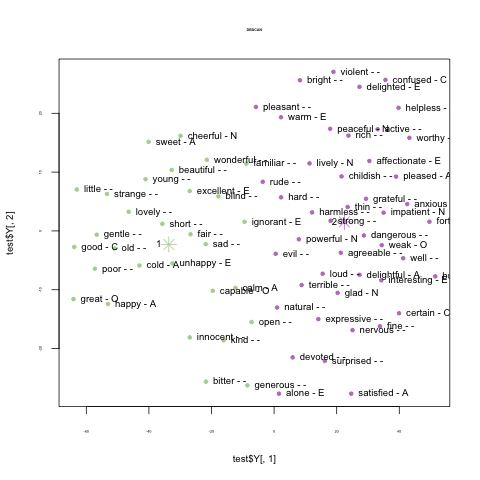 DBSCAN
violent - -
bright - -
confused - C
delighted - E
pleasant - -
helpless -
warm - E
peaceful - N
active - -
cheerful - N
rich - -
worthy -
sweet - A
wonderful - -
familiar - -
lively - N
affectionate - E
beautiful - -
childish - -
pleased - A
young - -
rude - -
little - -
strange - -
excellent - E
blind - -
hard - -
grateful - -
anxious
thin - -
lovely - -
harmless - -
impatient - N
short - -
ignorant - E
2
strong - -
fort
gentle - -
fair - -
powerful - N
dangerous - -
good - C
old - -
1
sad - -
weak - O
evil - -
agreeable - -
well - -
poor - -
cold - A
unhappy - E
loud - -
delightful - A
interesting - E
capable - O
calm - A
terrible - -
glad - N
great - O
happy - A
natural - -
certain - C
open - -
expressive - -
fine - -
nervous - -
innocent - -
kind - -
devoted - -
surprised - -
bitter - -
generous - -
alone - E
satisfied - A
test$Y[, 1]
test$Y[, 2]